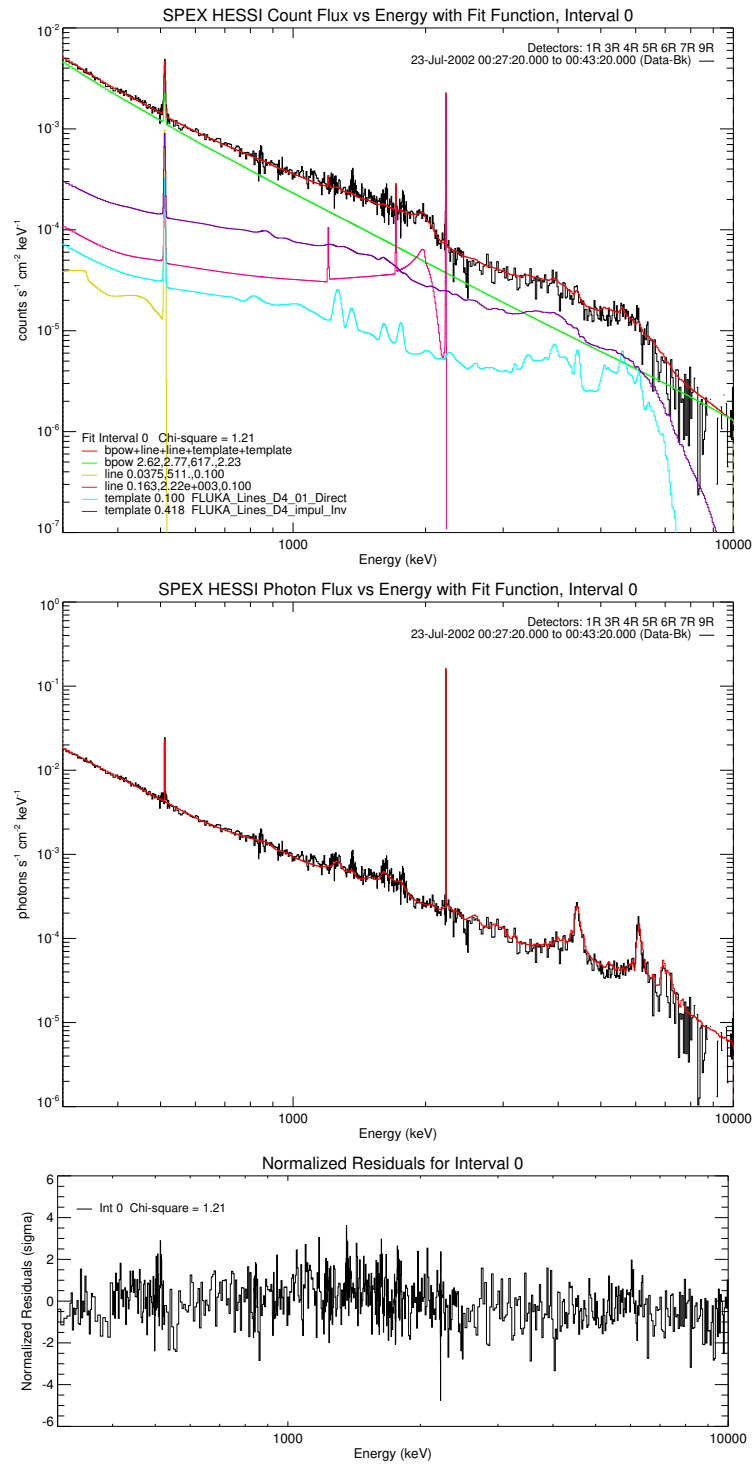 SPEX HESSI Count Flux vs Energy with Fit Function, Interval 0
Detectors: 1R 3R 4R 5R 6R 7R 9R
23-Jul-2002 00:27:20.000 to 00:43:20.000 (Data-Bk)
10⁻²
10⁻³
10⁻⁴
10⁻⁵
10⁻⁶
10⁻⁷
counts s⁻¹ cm⁻² keV⁻¹
Fit Interval 0 Chi-square = 1.21
bpow+line+line+template+template
bpow 2.62,2.77,617.,2.23
line 0.0375,511.,0.100
line 0.163,2.22e+003,0.100
template 0.100 FLUKA_Lines_D4_01_Direct
template 0.418 FLUKA_Lines_D4_impul_Inv
1000 10000
Energy (keV)
SPEX HESSI Photon Flux vs Energy with Fit Function, Interval 0
Detectors: 1R 3R 4R 5R 6R 7R 9R
23-Jul-2002 00:27:20.000 to 00:43:20.000 (Data-Bk)
10⁰
10⁻¹
10⁻²
10⁻³
10⁻⁴
10⁻⁵
10⁻⁶
photons s⁻¹ cm⁻² keV⁻¹
1000 10000
Energy (keV)
Normalized Residuals for Interval 0
Int 0 Chi-square = 1.21
6
4
2
0
-2
-4
-6
Normalized Residuals (sigma)
1000 10000
Energy (keV)